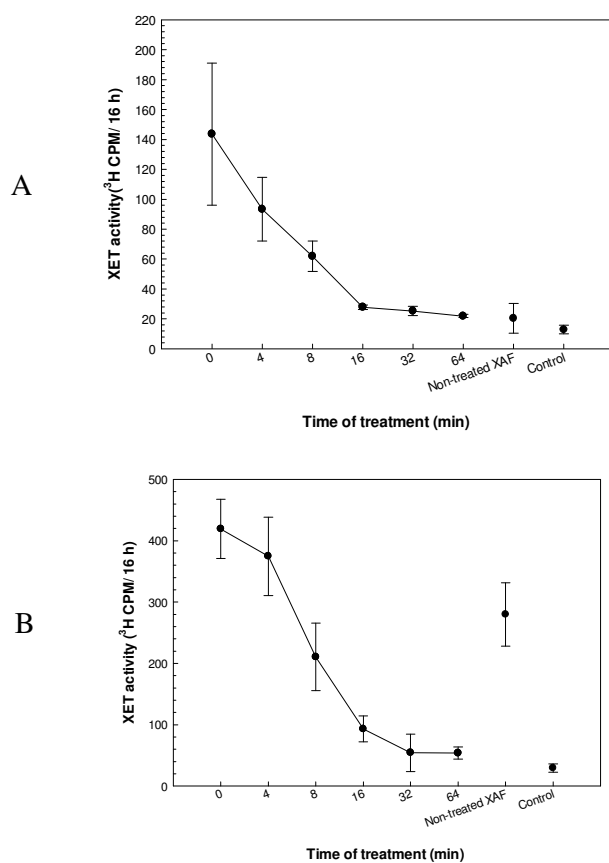 A
XET activity(³H CPM/ 16 h)
220
200
180
160
140
120
100
80
60
40
20
0
0 4 8 16 32 64 Non-treated XAF Control
Time of treatment (min)
B
XET activity (³H CPM/ 16 h)
500
400
300
200
100
0
0 4 8 16 32 64 Non-treated XAF Control
Time of treatment (min)